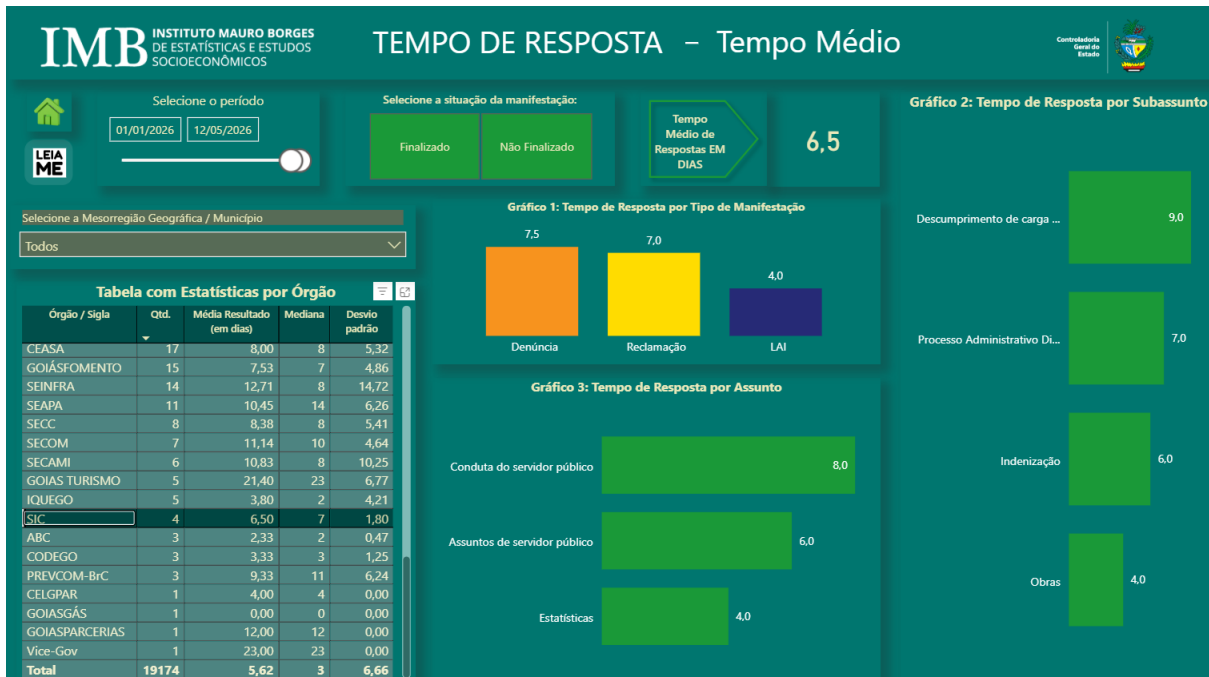 IMB INSTITUTO MAURO BORGES
DE ESTATÍSTICAS E ESTUDOS
SOCIOECONÔMICOS
TEMPO DE RESPOSTA – Tempo Médio
Controladoria
Geral do
Estado
LEIA
ME
Selecione o período
01/01/2026 12/05/2026
Selecione a situação da manifestação:
Finalizado Não Finalizado
Tempo
Médio de
Respostas EM
DIAS
6,5
Selecione a Mesorregião Geográfica / Município
Todos
Tabela com Estatísticas por Órgão
Órgão / Sigla Qtd. Média Resultado (em dias) Mediana Desvio padrão
CEASA 17 8,00 8 5,32
GOIÁSFOMENTO 15 7,53 7 4,86
SEINFRA 14 12,71 8 14,72
SEAPA 11 10,45 14 6,26
SECC 8 8,38 8 5,41
SECOM 7 11,14 10 4,64
SECAMI 6 10,83 8 10,25
GOIAS TURISMO 5 21,40 23 6,77
IQUEGO 5 3,80 2 4,21
SIC 4 6,50 7 1,80
ABC 3 2,33 2 0,47
CODEGO 3 3,33 3 1,25
PREVCOM-BrC 3 9,33 11 6,24
CELGPAR 1 4,00 4 0,00
GOIASGÁS 1 0,00 0 0,00
GOIASPARCERIAS 1 12,00 12 0,00
Vice-Gov 1 23,00 23 0,00
Total 19174 5,62 3 6,66
Gráfico 1: Tempo de Resposta por Tipo de Manifestação
7,5 7,0 4,0
Denúncia Reclamação LAI
Gráfico 3: Tempo de Resposta por Assunto
Conduta do servidor público 8,0
Assuntos de servidor público 6,0
Estatísticas 4,0
Gráfico 2: Tempo de Resposta por Subassunto
Descumprimento de carga ... 9,0
Processo Administrativo Di... 7,0
Indenização 6,0
Obras 4,0